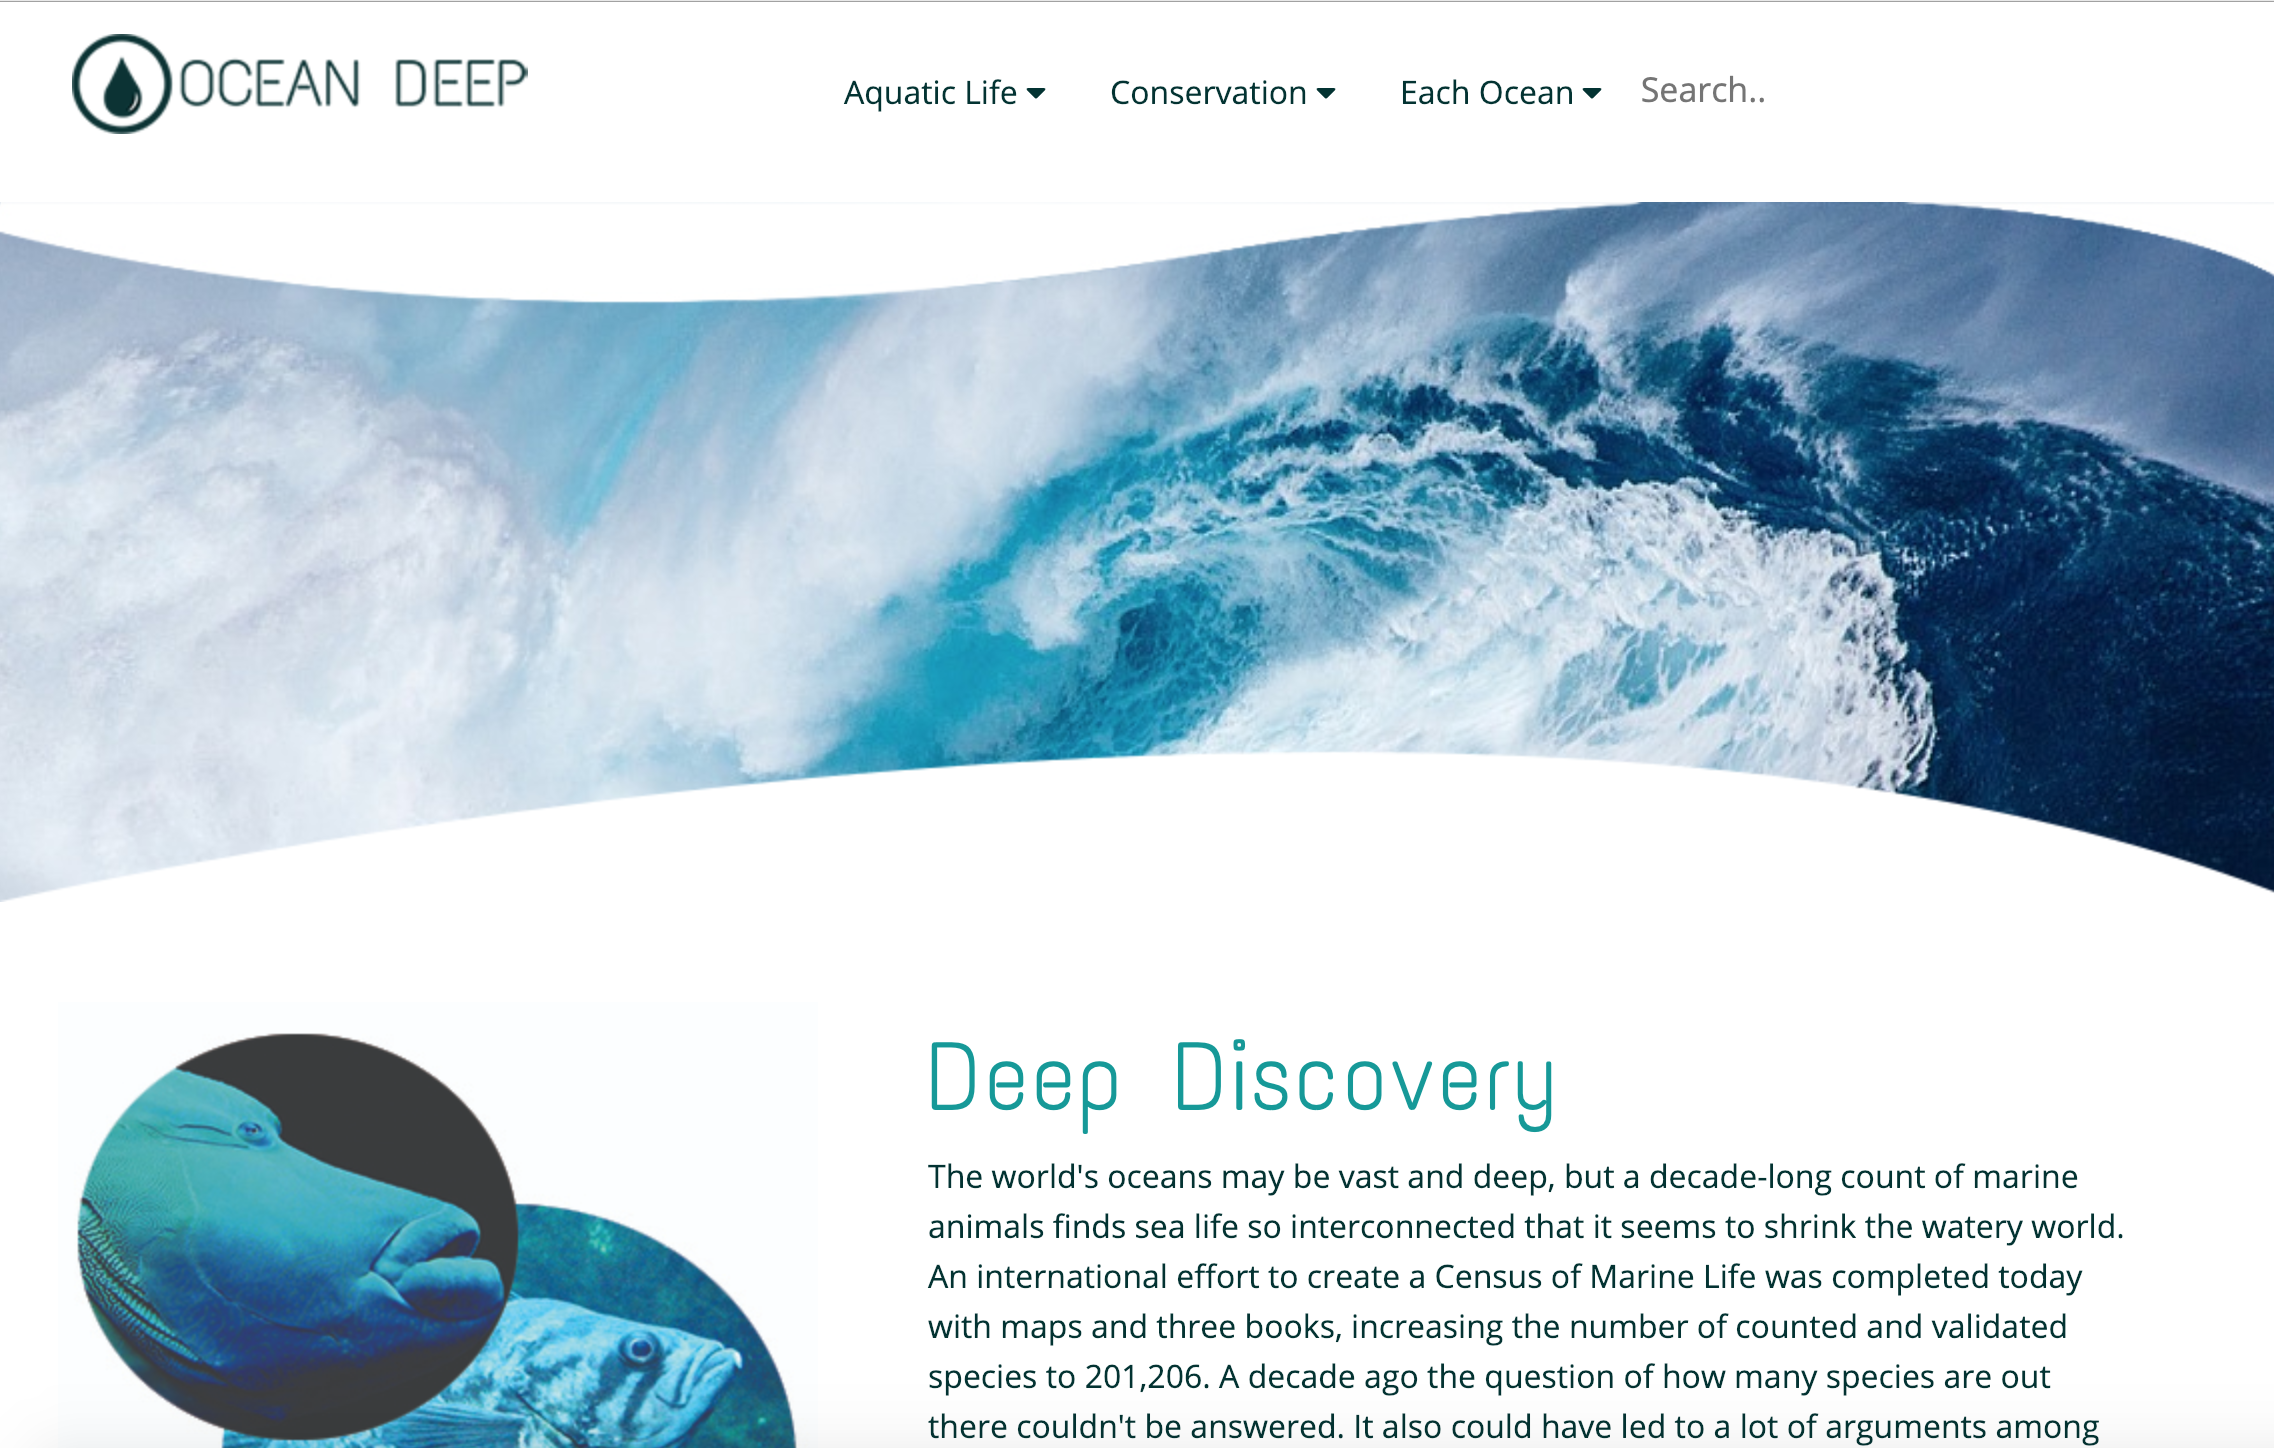 OCEAN DEEP
Aquatic Life Conservation Each Ocean Search..
Deep Discovery
The world's oceans may be vast and deep, but a decade-long count of marine
animals finds sea life so interconnected that it seems to shrink the watery world.
An international effort to create a Census of Marine Life was completed today
with maps and three books, increasing the number of counted and validated
species to 201,206. A decade ago the question of how many species are out
there couldn't be answered. It also could have led to a lot of arguments among